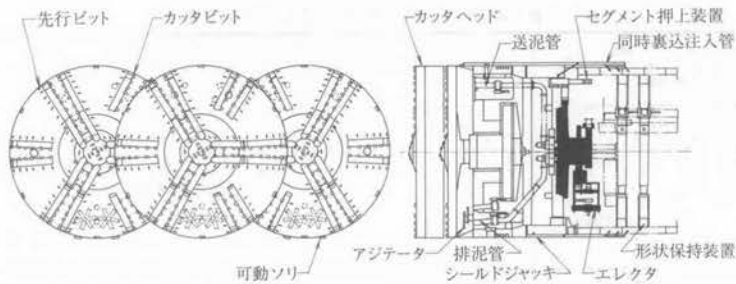 先行ビット
カッタビット
カッタヘッド
送泥管
セグメント押上装置
同時裏込注入管
可動ソリ
アジテータ
排泥管
シールドジャッキ
エレクタ
形状保持装置